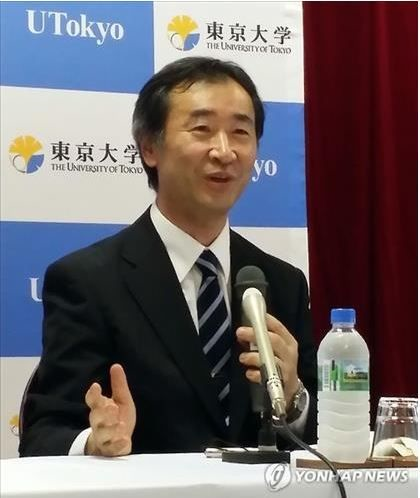 UTokyo
東京大学
THE UNIVERSITY OF TOKYO
東京大学
THE UNIVERSITY OF TOKYO
YONHAP NEWS